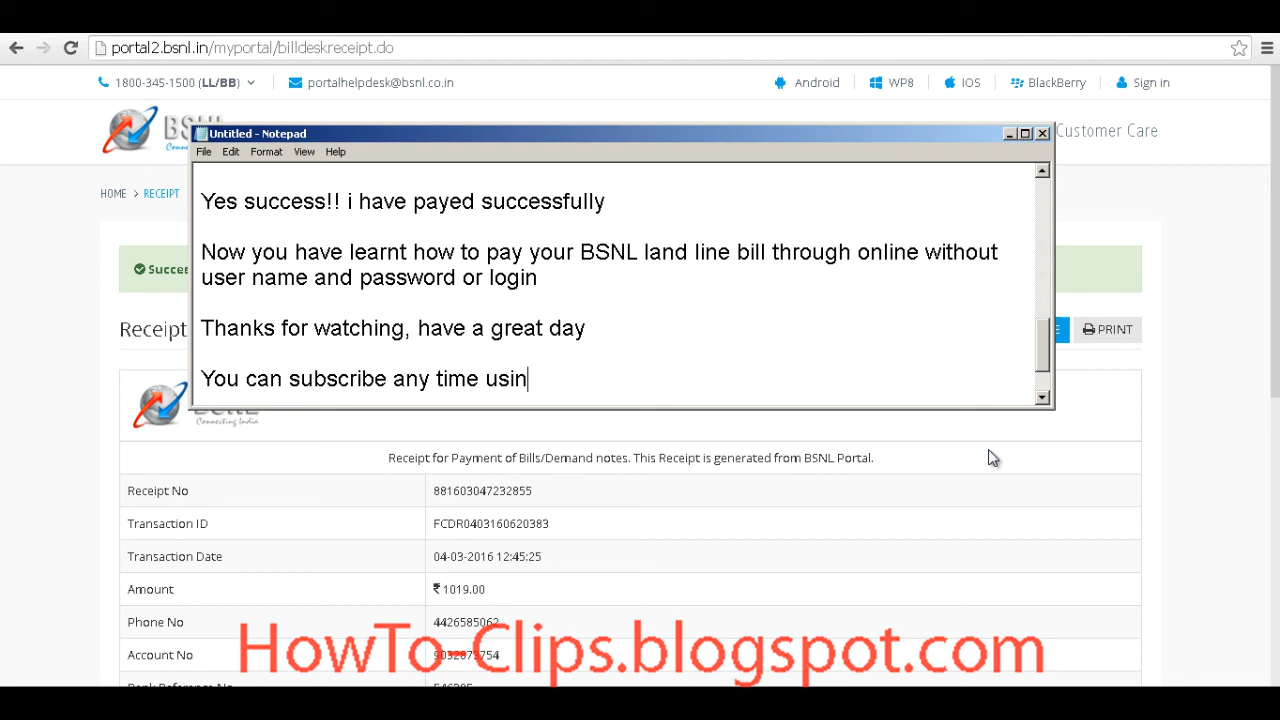 portal2.bsnl.in/myportal/billdeskreceipt.do
1800-345-1500 (LL/BB) portalhelpdesk@bsnl.co.in Android WP8 IOS BlackBerry Sign in
Customer Care
Untitled - Notepad
File Edit Format View Help
HOME > RECEIPT
Yes success!! i have payed successfully
Now you have learnt how to pay your BSNL land line bill through online without
user name and password or login
Thanks for watching, have a great day
You can subscribe any time usin
Receipt
PRINT
Connecting India
Receipt for Payment of Bills/Demand notes. This Receipt is generated from BSNL Portal.
Receipt No 881603047232855
Transaction ID FCDR0403160620383
Transaction Date 04-03-2016 12:45:25
Amount ₹ 1019.00
Phone No 4426585062
Account No
HowTo-Clips.blogspot.com